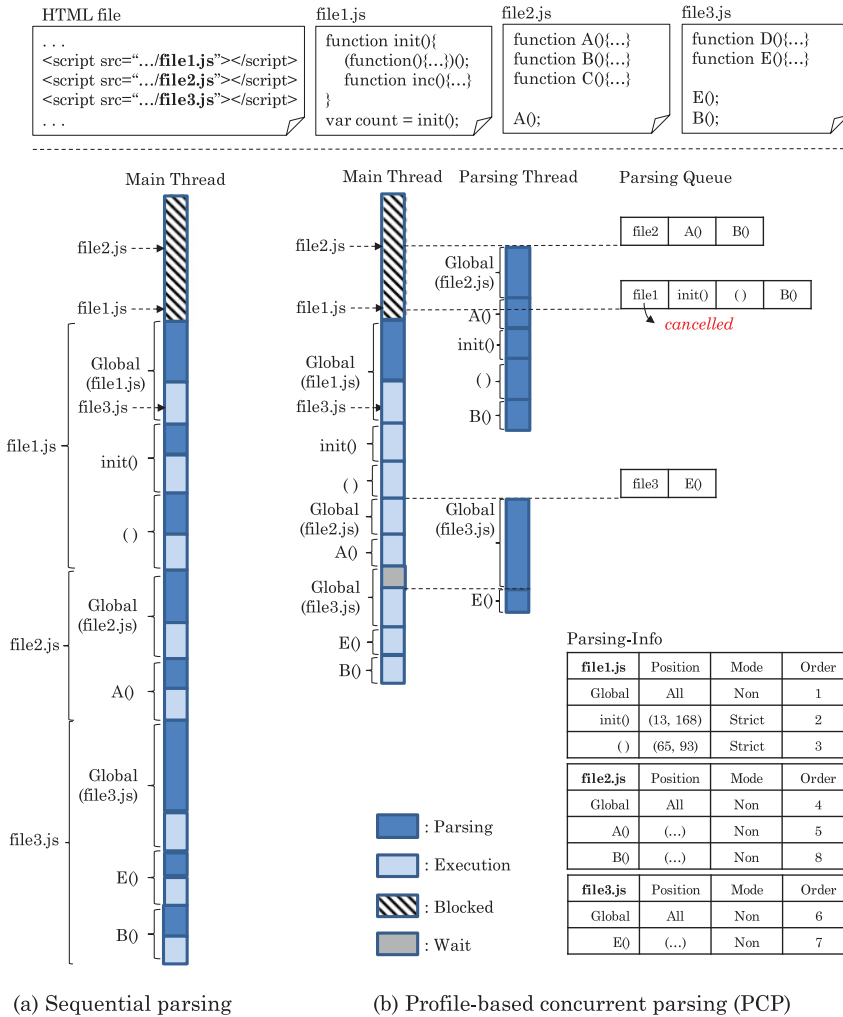 HTML file
. . .
<script src=“.../file1.js”></script>
<script src=“.../file2.js”></script>
<script src=“.../file3.js”></script>
. . .
file1.js
function init(){
(function(){...})();
function inc(){...}
}
var count = init();
file2.js
function A(){...}
function B(){...}
function C(){...}
A();
file3.js
function D(){...}
function E(){...}
E();
B();
Main Thread
file2.js
file1.js
Global
(file1.js)
file3.js
file1.js
init()
( )
Global
(file2.js)
file2.js
A()
Global
(file3.js)
file3.js
E()
B()
(a) Sequential parsing
Main Thread
Parsing Thread
Parsing Queue
file2.js
file1.js
Global
(file1.js)
file3.js
init()
( )
Global
(file2.js)
A()
Global
(file3.js)
E()
B()
Global
(file2.js)
A()
init()
( )
B()
Global
(file3.js)
E()
file2 A() B()
file1 init() ( ) B()
cancelled
file3 E()
: Parsing
: Execution
: Blocked
: Wait
Parsing-Info
file1.js Position Mode Order
Global All Non 1
init() (13, 168) Strict 2
( ) (65, 93) Strict 3
file2.js Position Mode Order
Global All Non 4
A() (...) Non 5
B() (...) Non 8
file3.js Position Mode Order
Global All Non 6
E() (...) Non 7
(b) Profile-based concurrent parsing (PCP)